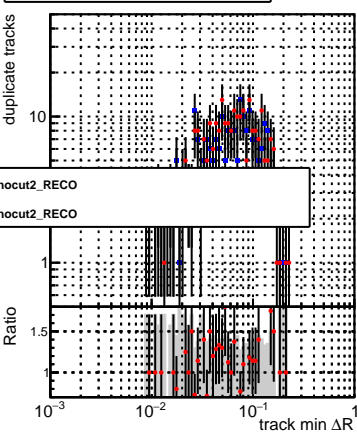 duplicate tracks
10
nocut2_RECO
nocut2_RECO
1
Ratio
1.5
1
10⁻³
10⁻²
10⁻¹
1
track min ΔR